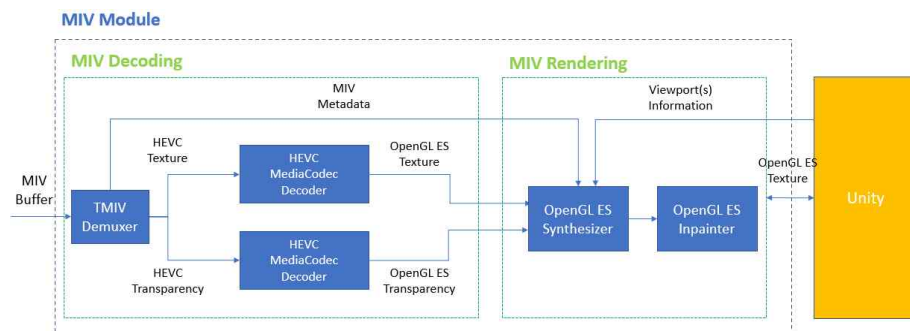 MIV Module
MIV Decoding
MIV Rendering
MIV
Metadata
Viewport(s)
Information
HEVC
Texture
HEVC
MediaCodec
Decoder
OpenGL ES
Texture
OpenGL ES
Texture
MIV
Buffer
TMIV
Demuxer
OpenGL ES
Synthesizer
OpenGL ES
Inpainter
Unity
HEVC
Transparency
HEVC
MediaCodec
Decoder
OpenGL ES
Transparency